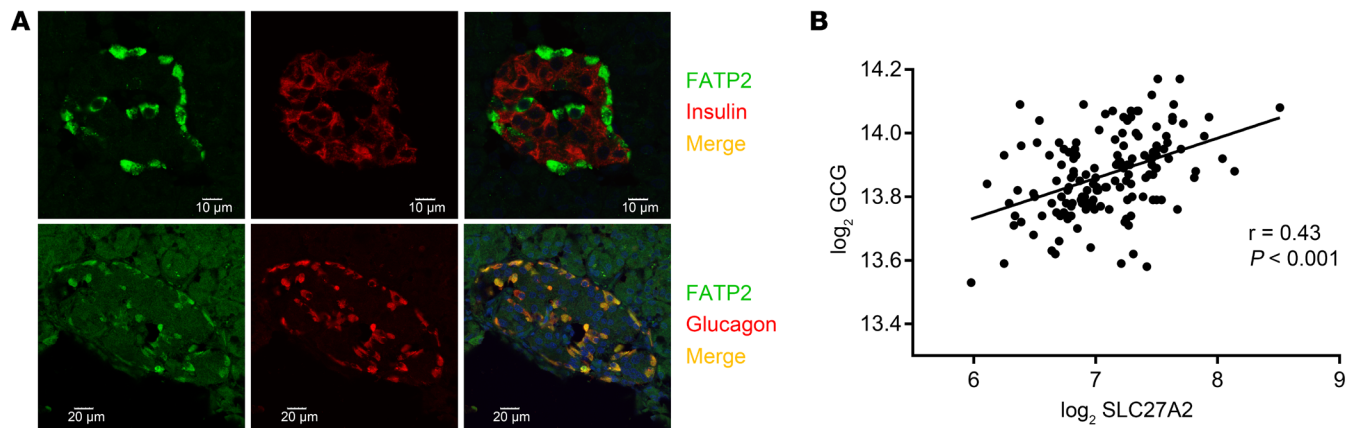 A
10 µm
10 µm
10 µm
FATP2
Insulin
Merge
20 µm
20 µm
20 µm
FATP2
Glucagon
Merge
B
14.2
14.0
13.8
13.6
13.4
log₂ GCG
r = 0.43
P < 0.001
6 7 8 9
log₂ SLC27A2